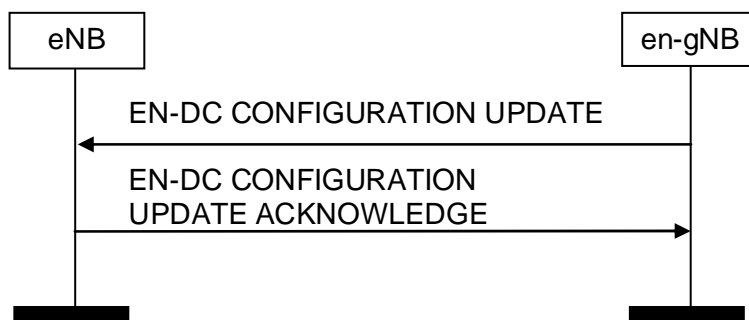 eNB
en-gNB
EN-DC CONFIGURATION UPDATE
EN-DC CONFIGURATION
UPDATE ACKNOWLEDGE